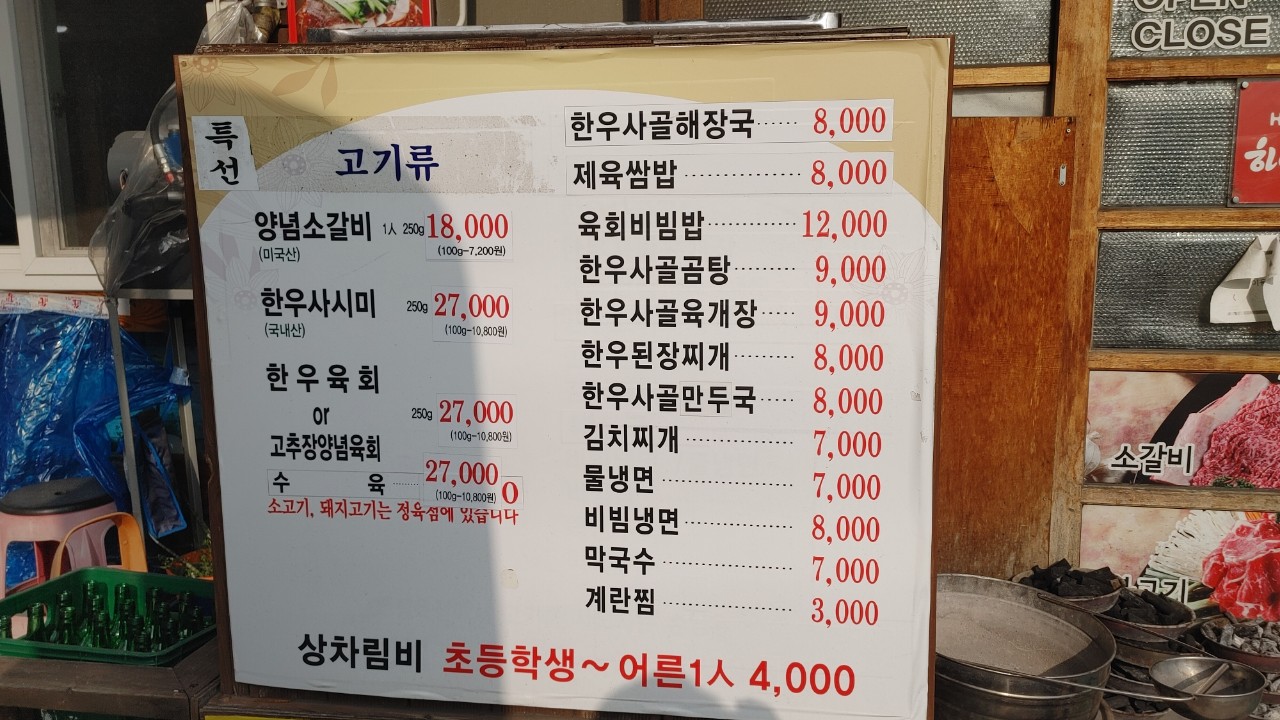 OPEN
CLOSE
특선
고기류
양념소갈비 1人 250g 18,000
(미국산) (100g-7,200원)
한우사시미 250g 27,000
(국내산) (100g-10,800원)
한우육회
or 250g 27,000
(100g-10,800원)
고추장양념육회
수 육 27,000
(100g-10,800원) 0
소고기, 돼지고기는 정육점에 있습니다
한우사골해장국 8,000
제육쌈밥 8,000
육회비빔밥 12,000
한우사골곰탕 9,000
한우사골육개장 9,000
한우된장찌개 8,000
한우사골만두국 8,000
김치찌개 7,000
물냉면 7,000
비빔냉면 8,000
막국수 7,000
계란찜 3,000
상차림비 초등학생~어른1人 4,000
소갈비